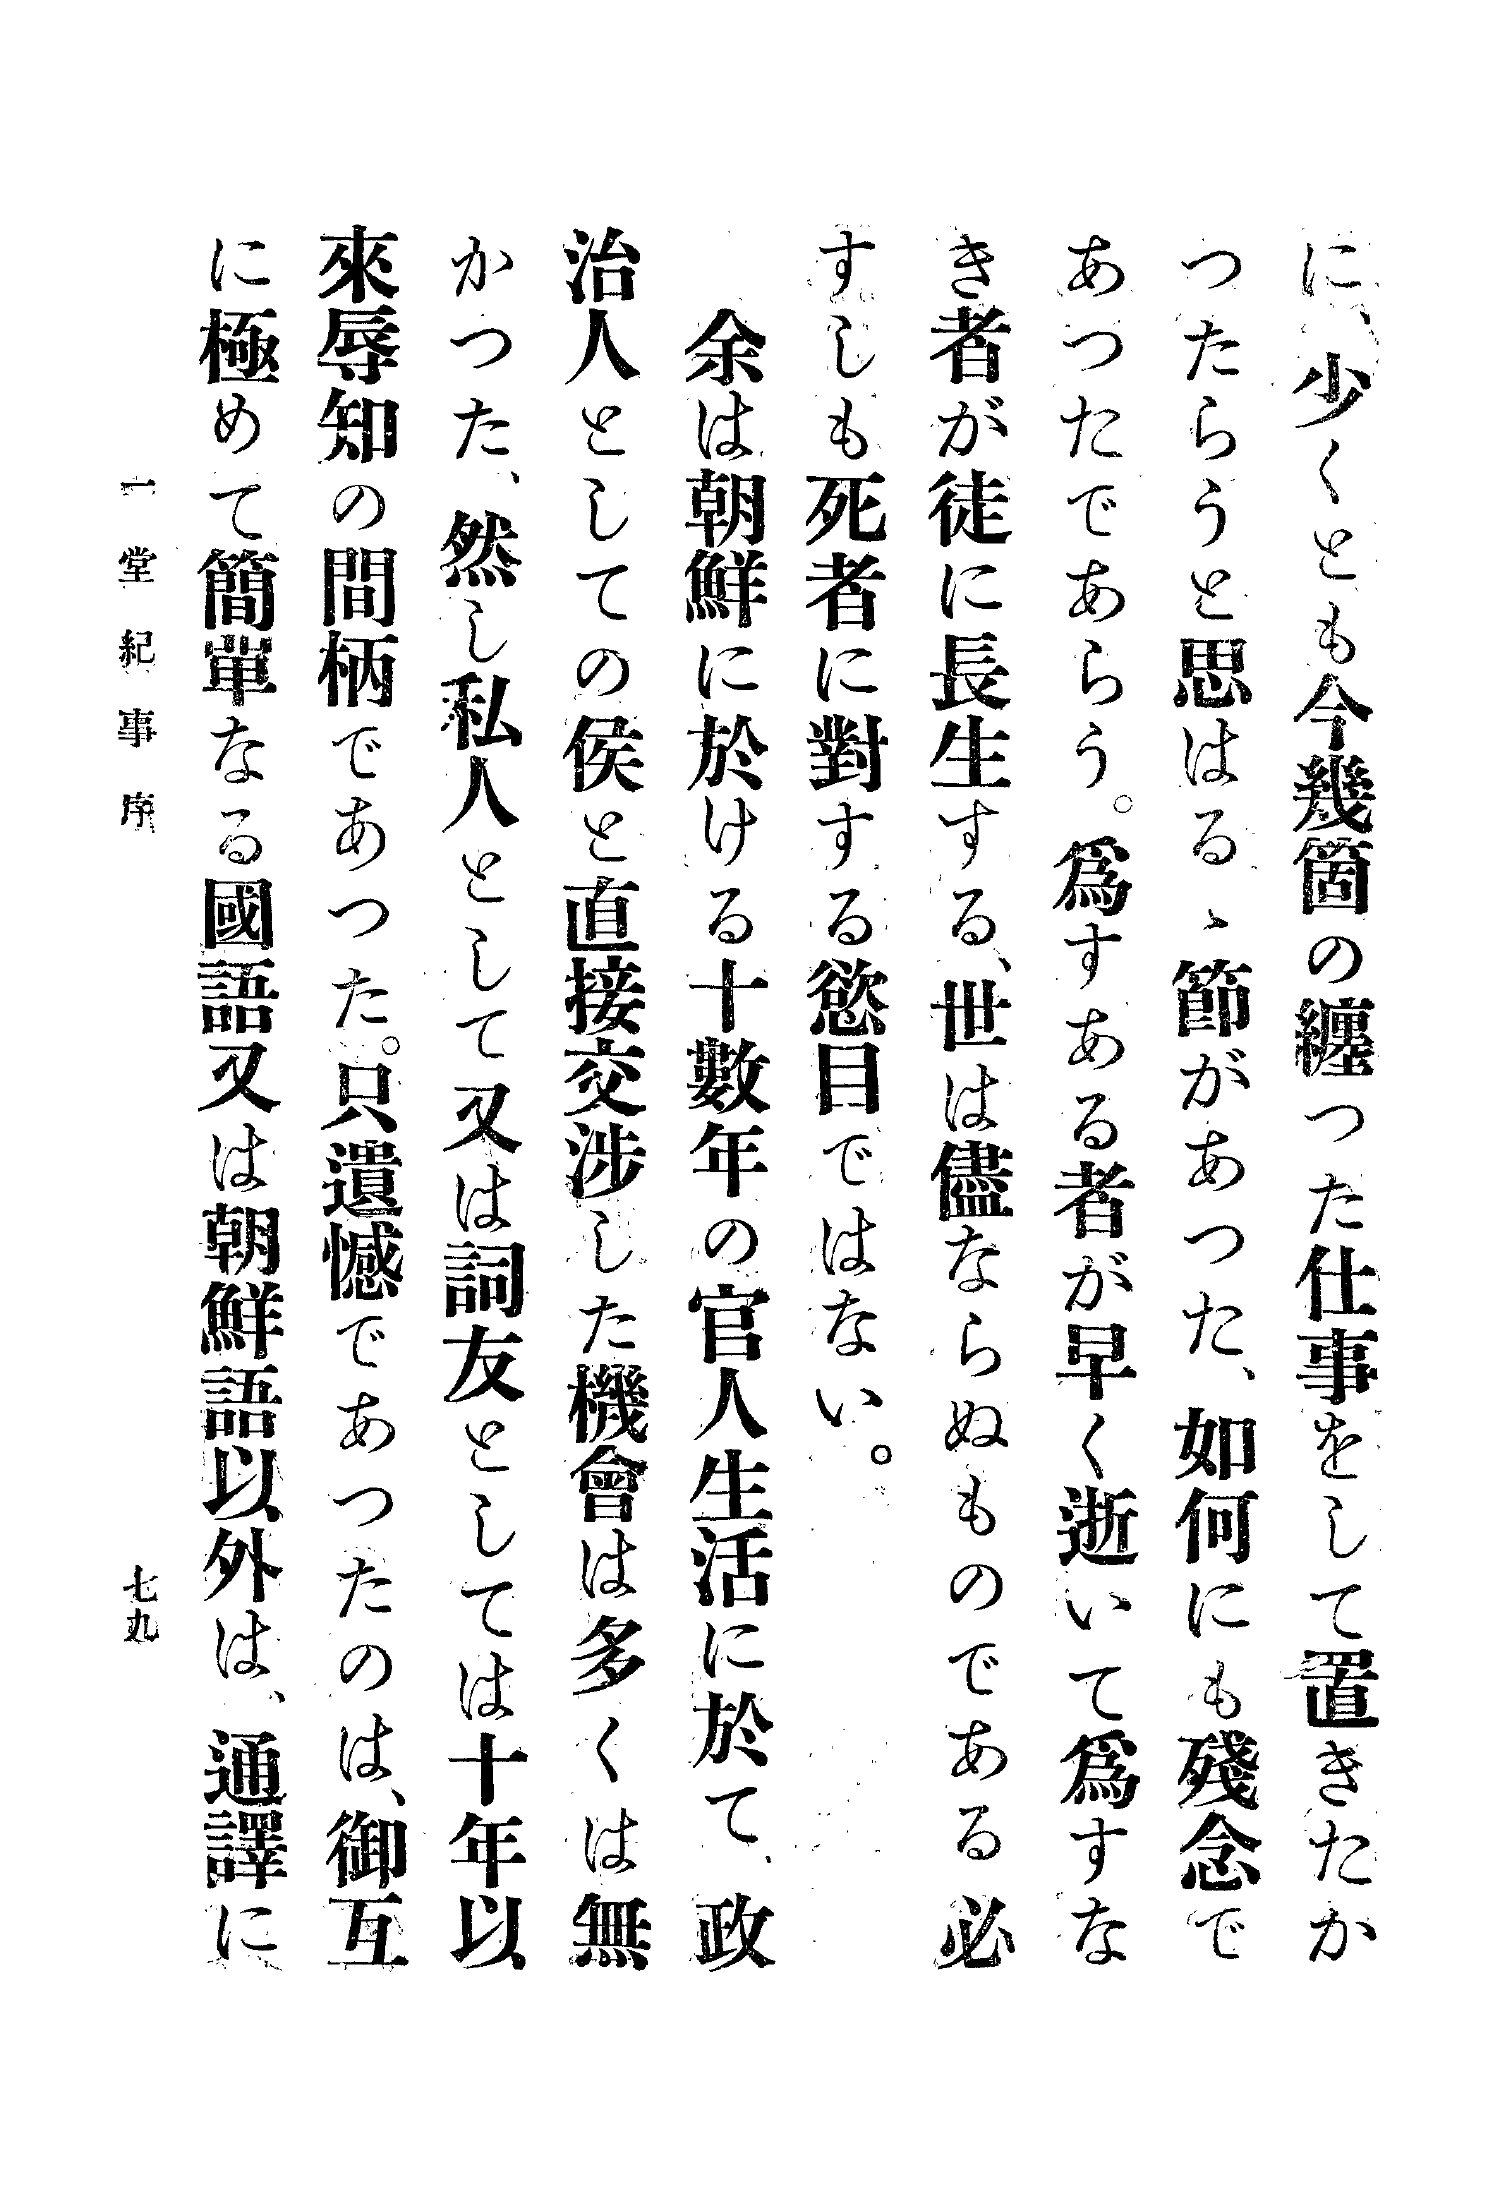 に、少くとも今幾箇の纏つた仕事をして置きたか
つたらうと思はるゝ節があつた、如何にも殘念で
あつたであらう。爲すある者が早く逝いて爲すな
き者が徒に長生する、世は儘ならぬものである必
すしも死者に對する慾目ではない。
余は朝鮮に於ける十數年の官人生活に於て、政
治人としての侯と直接交涉した機會は多くは無
かつた、然し私人として又は詞友としては十年以
來辱知の間柄であつた。只遺憾であつたのは、御互
に極めて簡單なる國語又は朝鮮語以外は、通譯に
一堂紀事序
七九